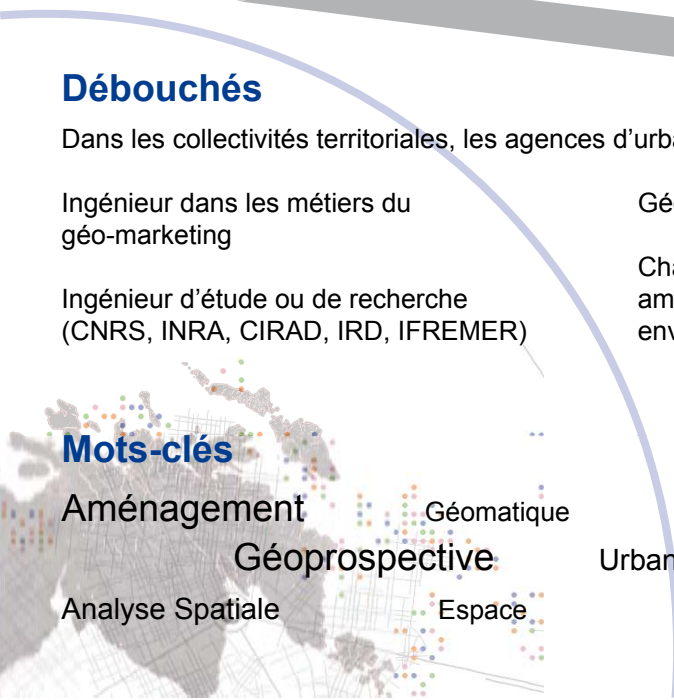 Débouchés
Dans les collectivités territoriales, les agences d'urba
Ingénieur dans les métiers du
géo-marketing
Ingénieur d'étude ou de recherche
(CNRS, INRA, CIRAD, IRD, IFREMER)
Gé
Cha
am
env
Mots-clés
Aménagement Géomatique
Géoprospective Urban
Analyse Spatiale Espace